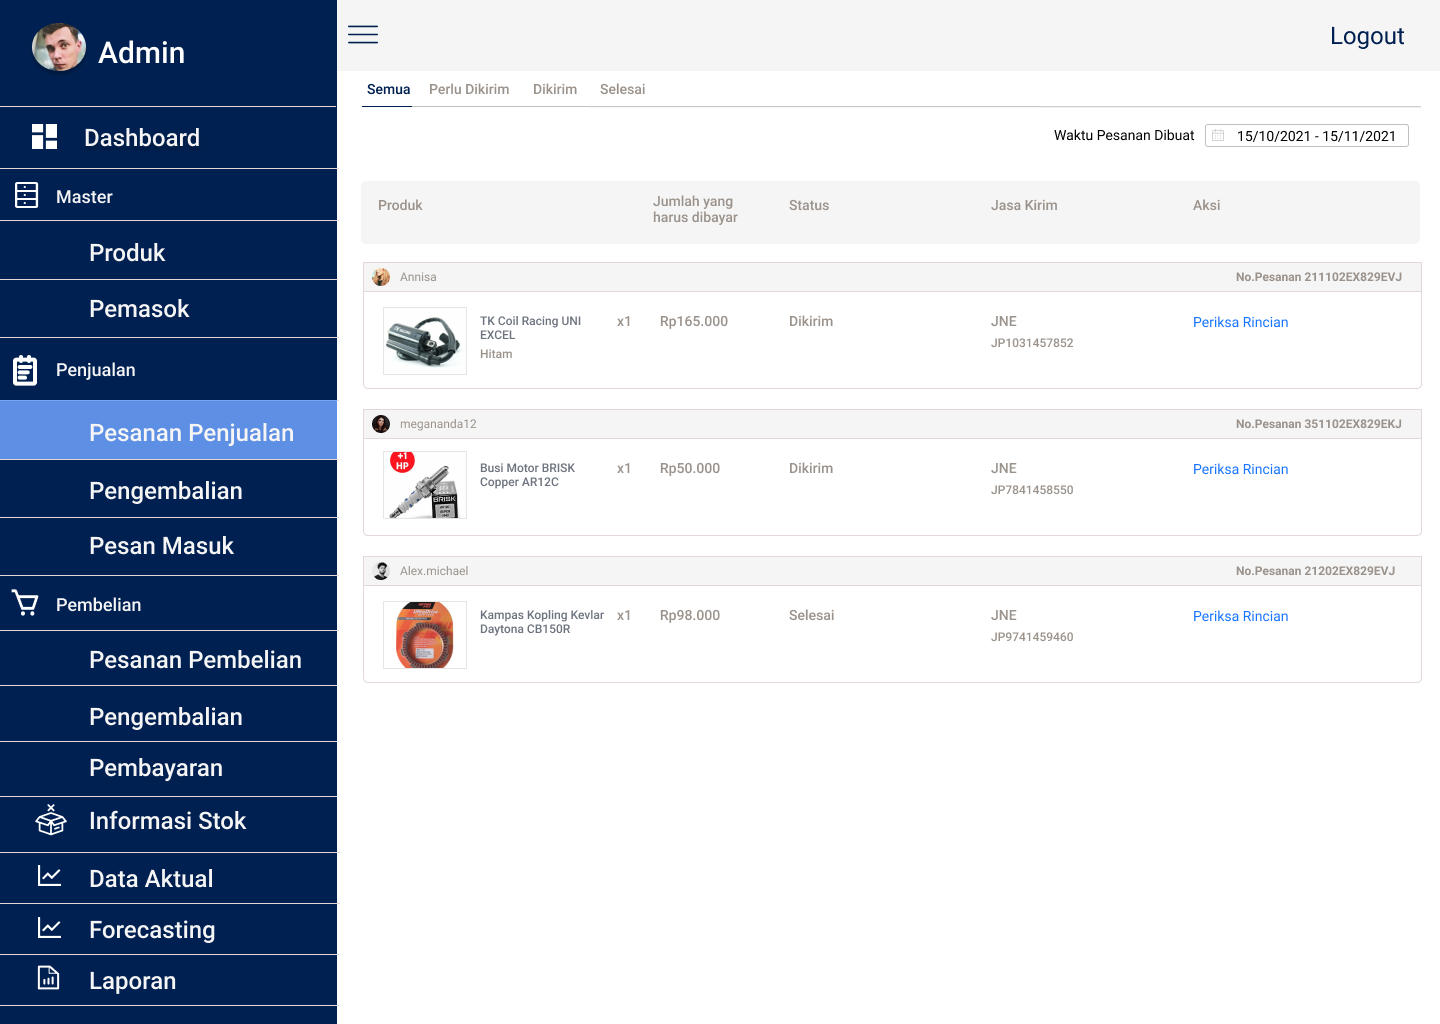 Admin
Dashboard
Master
Produk
Pemasok
Penjualan
Pesanan Penjualan
Pengembalian
Pesan Masuk
Pembelian
Pesanan Pembelian
Pengembalian
Pembayaran
Informasi Stok
Data Aktual
Forecasting
Laporan
Logout
Semua Perlu Dikirim Dikirim Selesai
Waktu Pesanan Dibuat 15/10/2021 - 15/11/2021
Produk Jumlah yang harus dibayar Status Jasa Kirim Aksi
Annisa No.Pesanan 211102EX829EVJ
TK Coil Racing UNI x1 Rp165.000 Dikirim JNE Periksa Rincian
EXCEL
JP1031457852
Hitam
megananda12 No.Pesanan 351102EX829EKJ
+1
HP
BRISK
Busi Motor BRISK x1 Rp50.000 Dikirim JNE Periksa Rincian
Copper AR12C
JP7841458550
Alex.michael No.Pesanan 21202EX829EVJ
Kampas Kopling Kevlar x1 Rp98.000 Selesai JNE Periksa Rincian
Daytona CB150R
JP9741459460